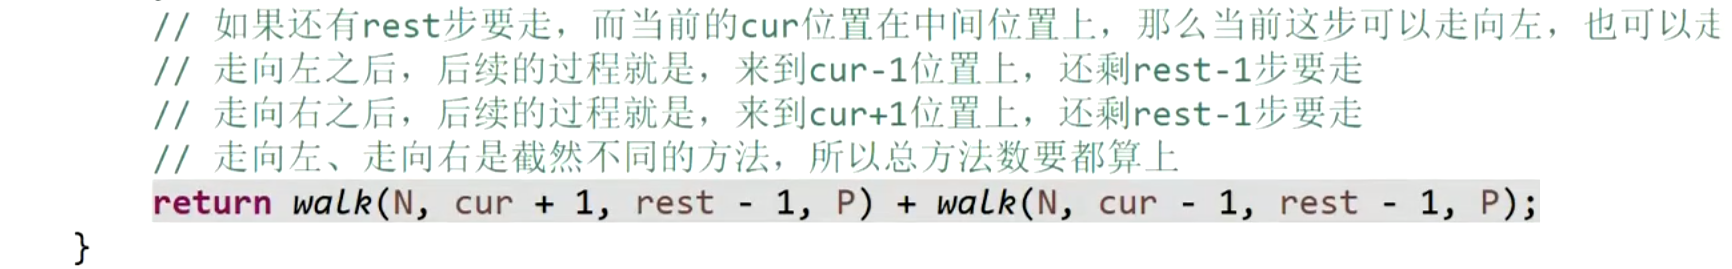 // 如果还有rest步要走，而当前的cur位置在中间位置上，那么当前这步可以走向左，也可以走
// 走向左之后，后续的过程就是，来到cur-1位置上，还剩rest-1步要走
// 走向右之后，后续的过程就是，来到cur+1位置上，还剩rest-1步要走
// 走向左、走向右是截然不同的方法，所以总方法数要都算上
return walk(N, cur + 1, rest - 1, P) + walk(N, cur - 1, rest - 1, P);
}